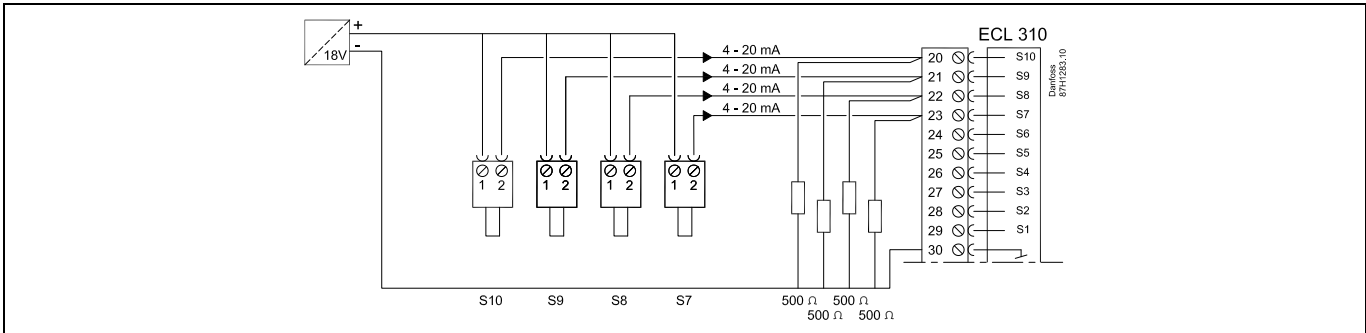 +
-
18V
ECL 310
4 - 20 mA
4 - 20 mA
4 - 20 mA
4 - 20 mA
20 S10
21 S9
22 S8
23 S7
24 S6
25 S5
26 S4
27 S3
28 S2
29 S1
30
Danfoss
87H1283.10
1 2
1 2
1 2
1 2
S10 S9 S8 S7
500 Ω 500 Ω
500 Ω 500 Ω